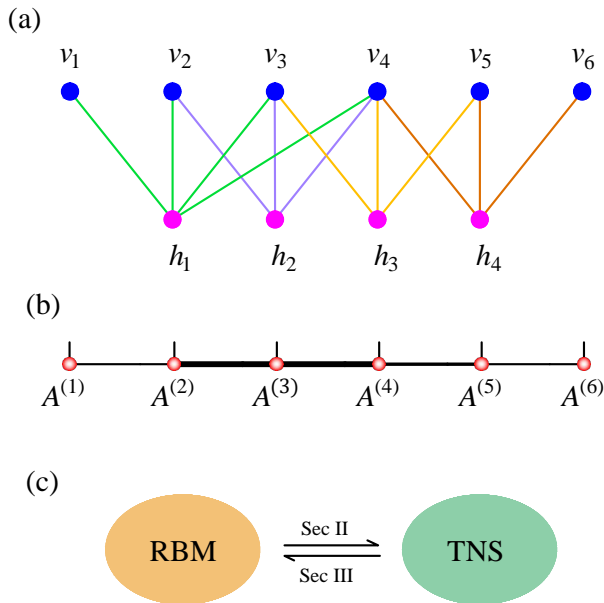 (a)
v₁ v₂ v₃ v₄ v₅ v₆
h₁ h₂ h₃ h₄
(b)
A⁽¹⁾ A⁽²⁾ A⁽³⁾ A⁽⁴⁾ A⁽⁵⁾ A⁽⁶⁾
(c)
RBM Sec II TNS
Sec III